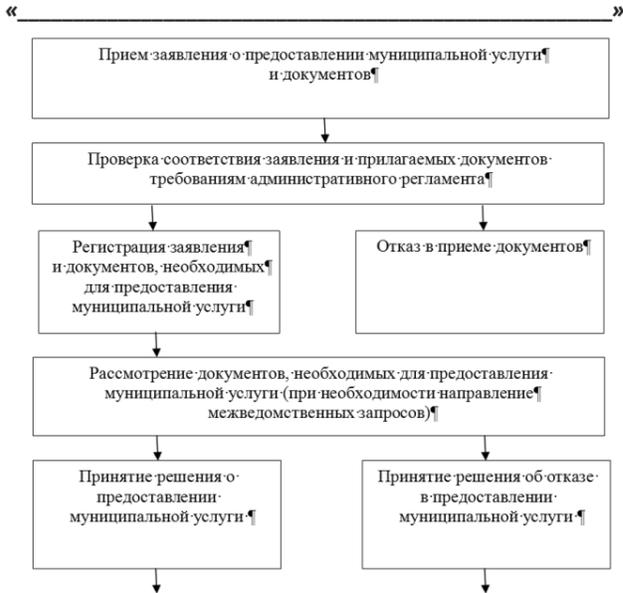 «______________________________________________________________»
Прием·заявления·о·предоставлении·муниципальной·услуги¶
и·документов¶
Проверка·соответствия·заявления·и·прилагаемых·документов·
требованиям·административного·регламента¶
Регистрация·заявления¶
и·документов,·необходимых¶
для·предоставления·
муниципальной·услуги¶
Отказ·в·приеме·документов¶
Рассмотрение·документов,·необходимых·для·предоставления·
муниципальной·услуги·(при·необходимости·направление¶
межведомственных·запросов)¶
Принятие·решения·о·
предоставлении·
муниципальной·услуги·¶
Принятие·решения·об·отказе·
в·предоставлении·
муниципальной·услуги·¶